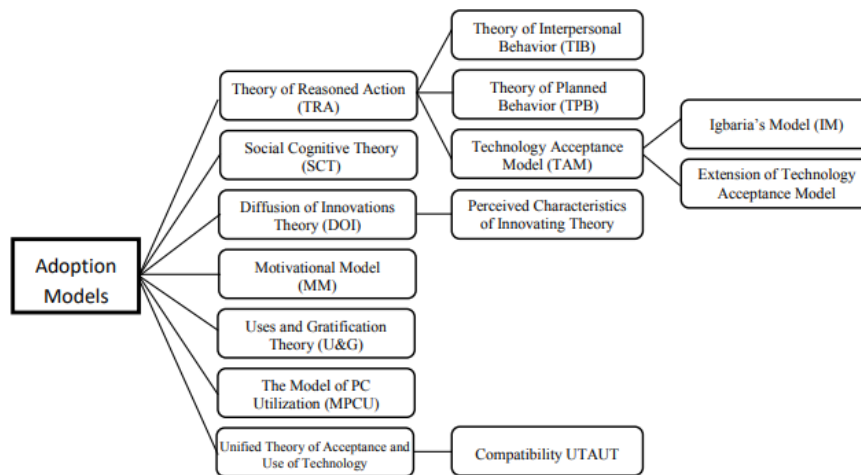 Adoption
Models
Theory of Reasoned Action
(TRA)
Social Cognitive Theory
(SCT)
Diffusion of Innovations
Theory (DOI)
Motivational Model
(MM)
Uses and Gratification
Theory (U&G)
The Model of PC
Utilization (MPCU)
Unified Theory of Acceptance and
Use of Technology
Theory of Interpersonal
Behavior (TIB)
Theory of Planned
Behavior (TPB)
Technology Acceptance
Model (TAM)
Perceived Characteristics
of Innovating Theory
Compatibility UTAUT
Igbaria's Model (IM)
Extension of Technology
Acceptance Model